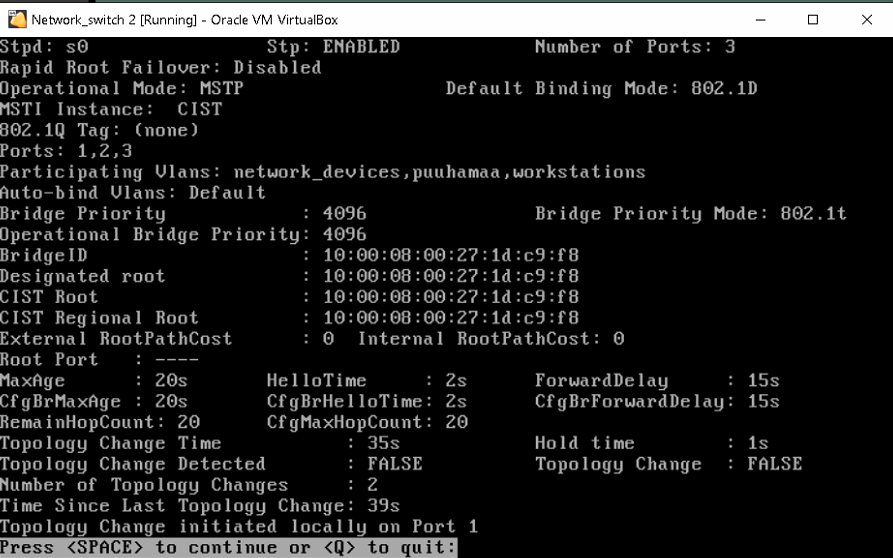 Network_switch 2 [Running] - Oracle VM VirtualBox
Stpd: s0 Stp: ENABLED Number of Ports: 3
Rapid Root Failover: Disabled
Operational Mode: MSTP Default Binding Mode: 802.1D
MSTI Instance: CIST
802.1Q Tag: (none)
Ports: 1,2,3
Participating Vlans: network_devices,puuhamaa,workstations
Auto-bind Vlans: Default
Bridge Priority : 4096 Bridge Priority Mode: 802.1t
Operational Bridge Priority: 4096
BridgeID : 10:00:08:00:27:1d:c9:f8
Designated root : 10:00:08:00:27:1d:c9:f8
CIST Root : 10:00:08:00:27:1d:c9:f8
CIST Regional Root : 10:00:08:00:27:1d:c9:f8
External RootPathCost : 0 Internal RootPathCost: 0
Root Port : ----
MaxAge : 20s HelloTime : 2s ForwardDelay : 15s
CfgBrMaxAge : 20s CfgBrHelloTime: 2s CfgBrForwardDelay: 15s
RemainHopCount: 20 CfgMaxHopCount: 20
Topology Change Time : 35s Hold time : 1s
Topology Change Detected : FALSE Topology Change : FALSE
Number of Topology Changes : 2
Time Since Last Topology Change: 39s
Topology Change initiated locally on Port 1
Press <SPACE> to continue or <Q> to quit: